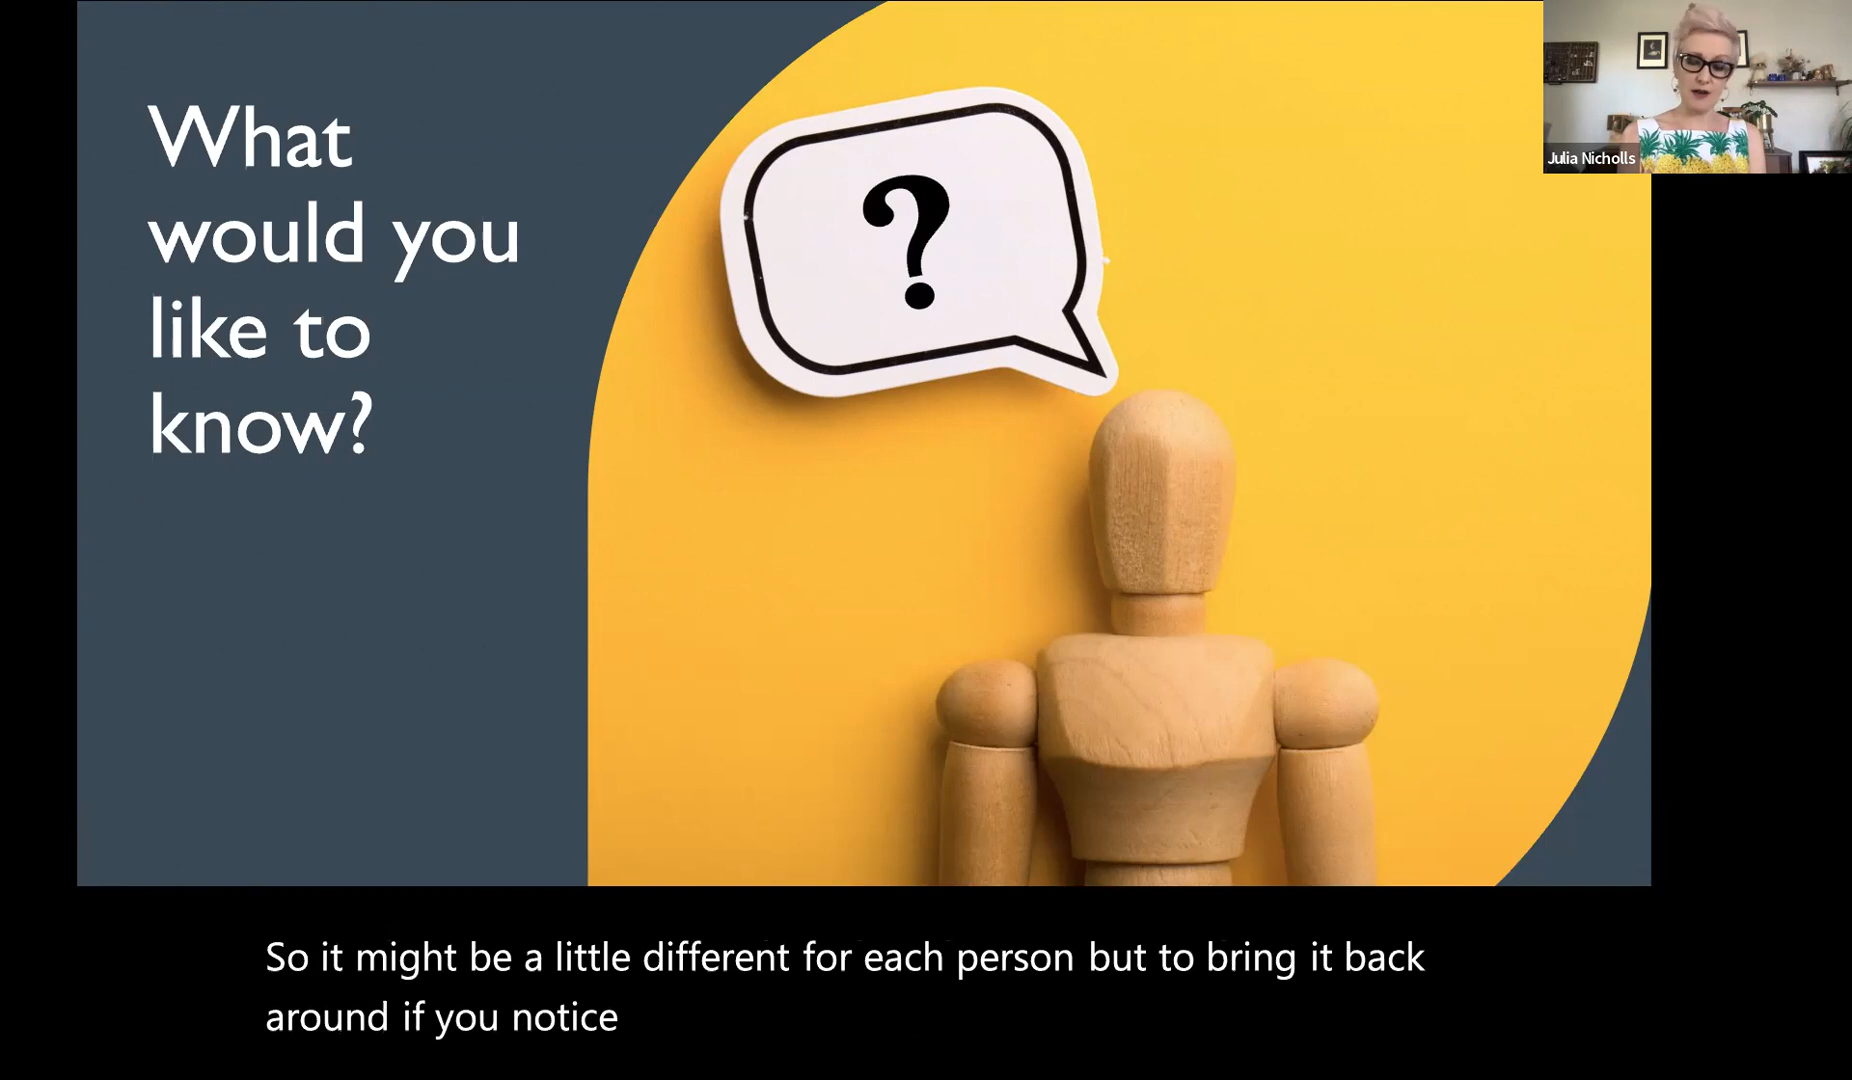 What
would you
like to
know?
?
Julia Nicholls
So it might be a little different for each person but to bring it back
around if you notice